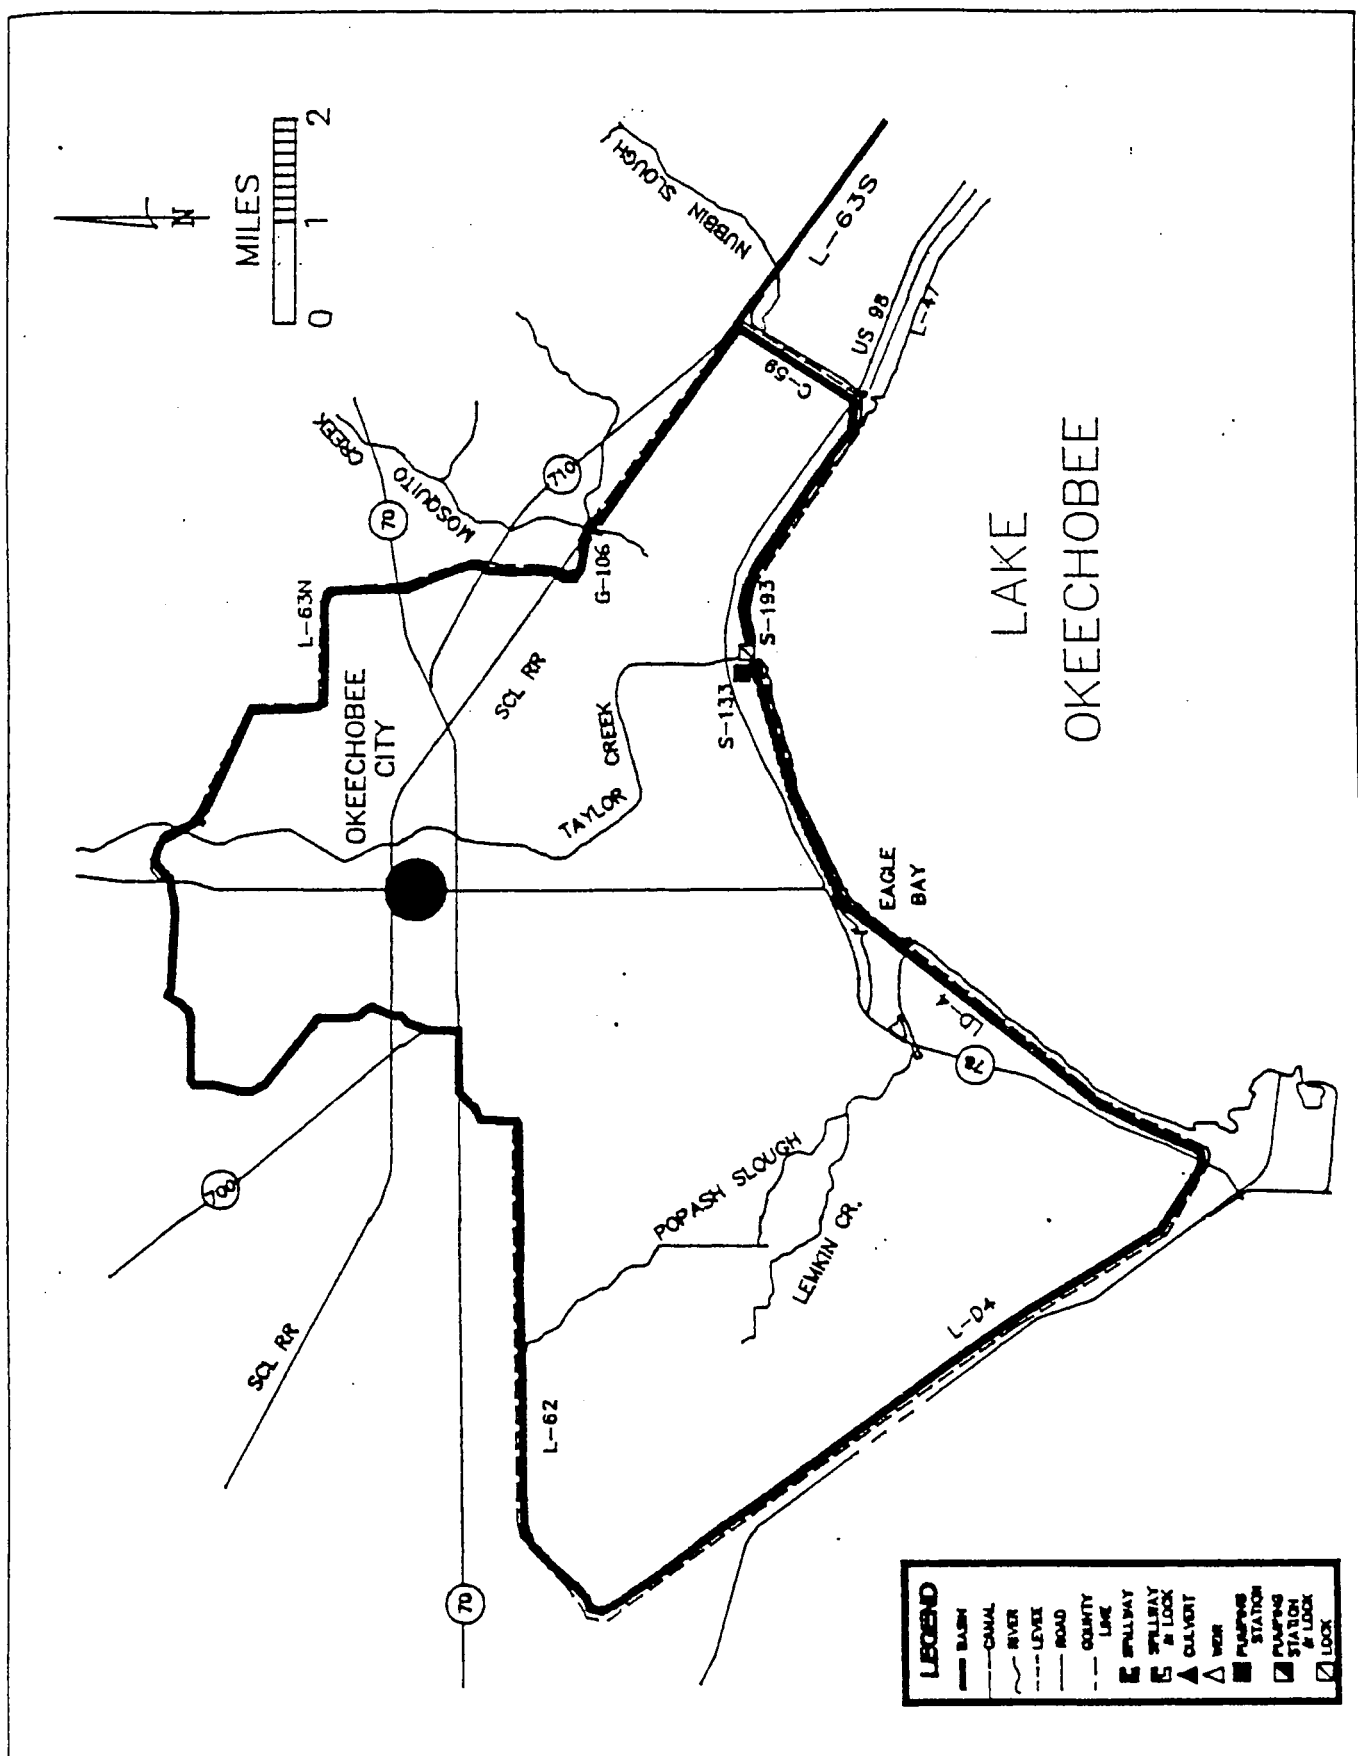 N
MILES
0 1 2
NUBBIN SLOUGH
L-63S
US 98
L-47
C-59
MOSQUITO CREEK
70
710
L-63N
G-106
OKEECHOBEE
CITY
SCL RR
TAYLOR CREEK
S-133
S-193
LAKE
OKEECHOBEE
EAGLE
BAY
LD-4
78
700
SCL RR
POPASH SLOUGH
LEMKIN CR.
L-D4
L-62
70
LEGEND
BASIN
CANAL
RIVER
LEVEE
ROAD
COUNTY
LINE
SPILLWAY
SPILLWAY
& LOCK
CULVERT
WEIR
PUMPING
STATION
PUMPING
STATION
& LOCK
LOCK